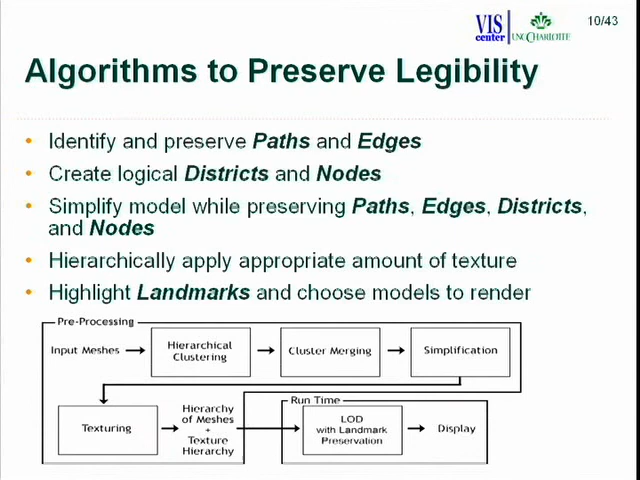 VIS
center
UNC CHARLOTTE
10/43
Algorithms to Preserve Legibility
• Identify and preserve Paths and Edges
• Create logical Districts and Nodes
• Simplify model while preserving Paths, Edges, Districts,
and Nodes
• Hierarchically apply appropriate amount of texture
• Highlight Landmarks and choose models to render
Pre-Processing
Input Meshes
Hierarchical
Clustering
Cluster Merging
Simplification
Texturing
Hierarchy
of Meshes
+
Texture
Hierarchy
Run Time
LOD
with Landmark
Preservation
Display